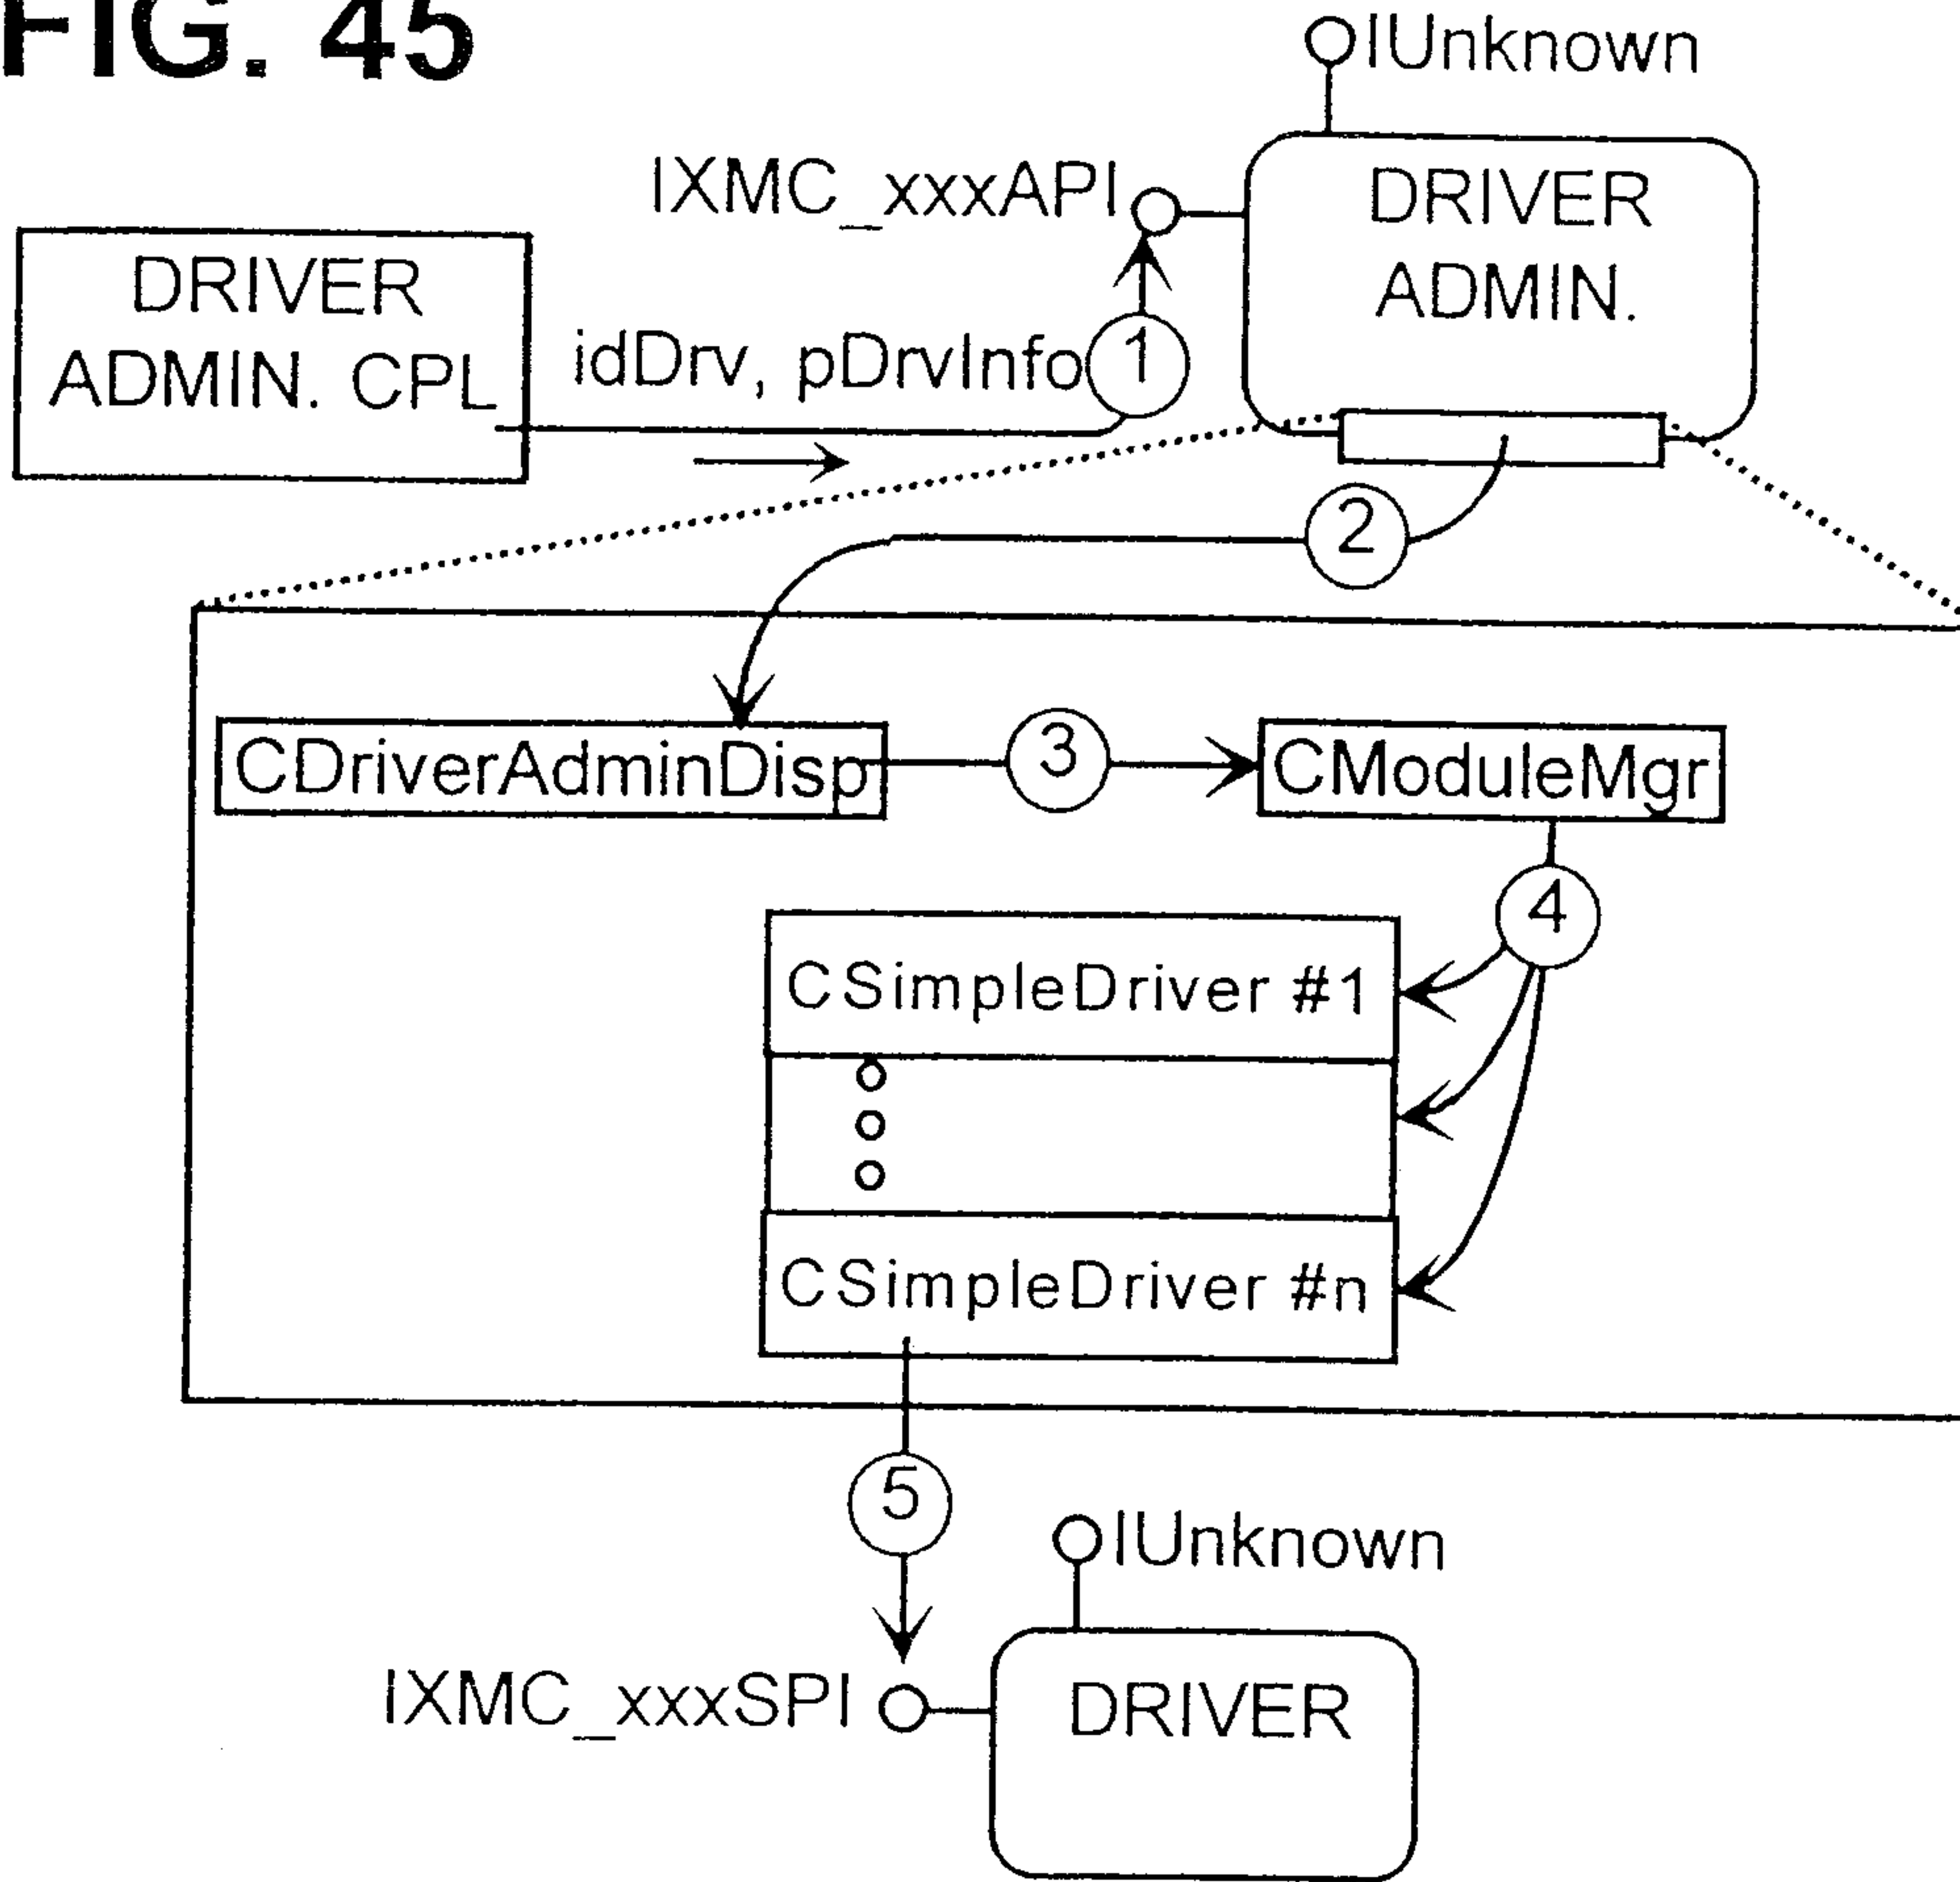 FIG. 45
IUnknown
IXMC_xxxAPI
DRIVER
ADMIN.
DRIVER
ADMIN. CPL
idDrv, pDrvInfo
1
2
CDriverAdminDisp
3
CModuleMgr
4
CSimpleDriver #1
CSimpleDriver #n
5
IUnknown
IXMC_xxxSPI
DRIVER